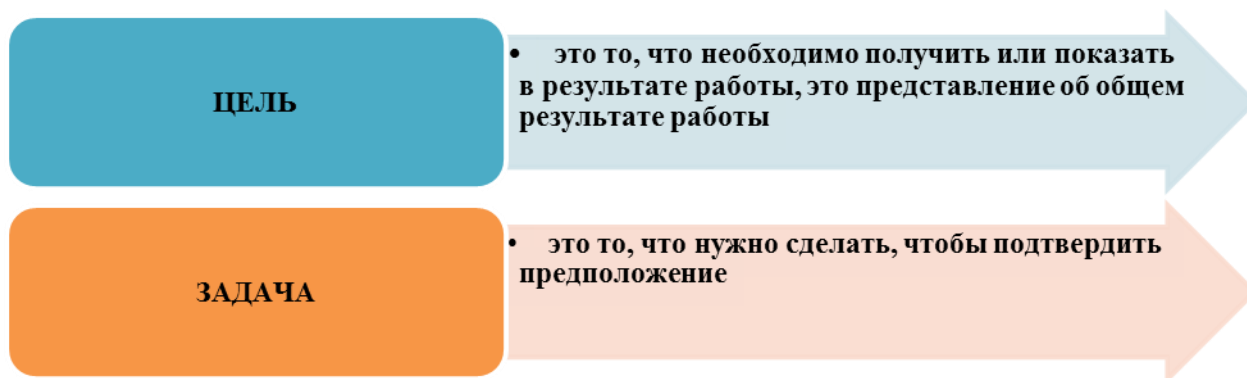 ЦЕЛЬ
• это то, что необходимо получить или показать
в результате работы, это представление об общем
результате работы
ЗАДАЧА
• это то, что нужно сделать, чтобы подтвердить
предположение